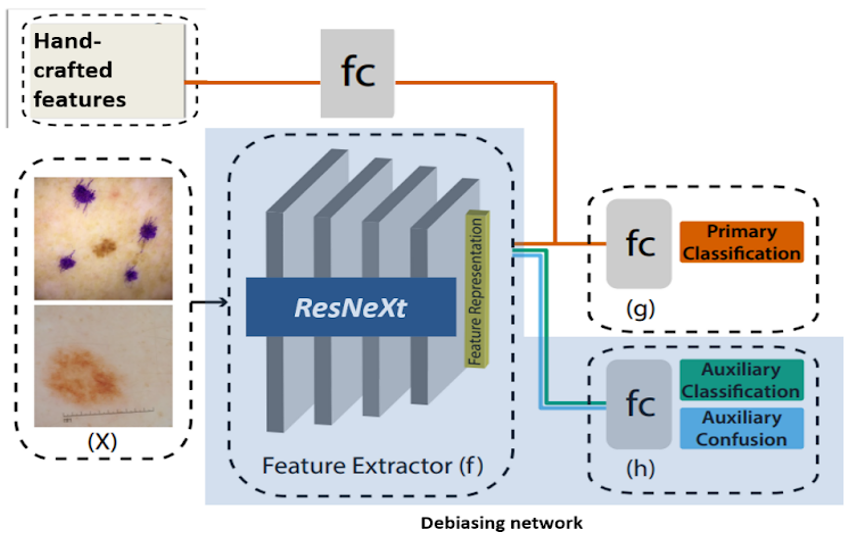 Hand-
crafted
features
fc
(X)
ResNeXt
Feature Representation
Feature Extractor (f)
fc
Primary
Classification
(g)
fc
Auxiliary
Classification
Auxiliary
Confusion
(h)
Debiasing network